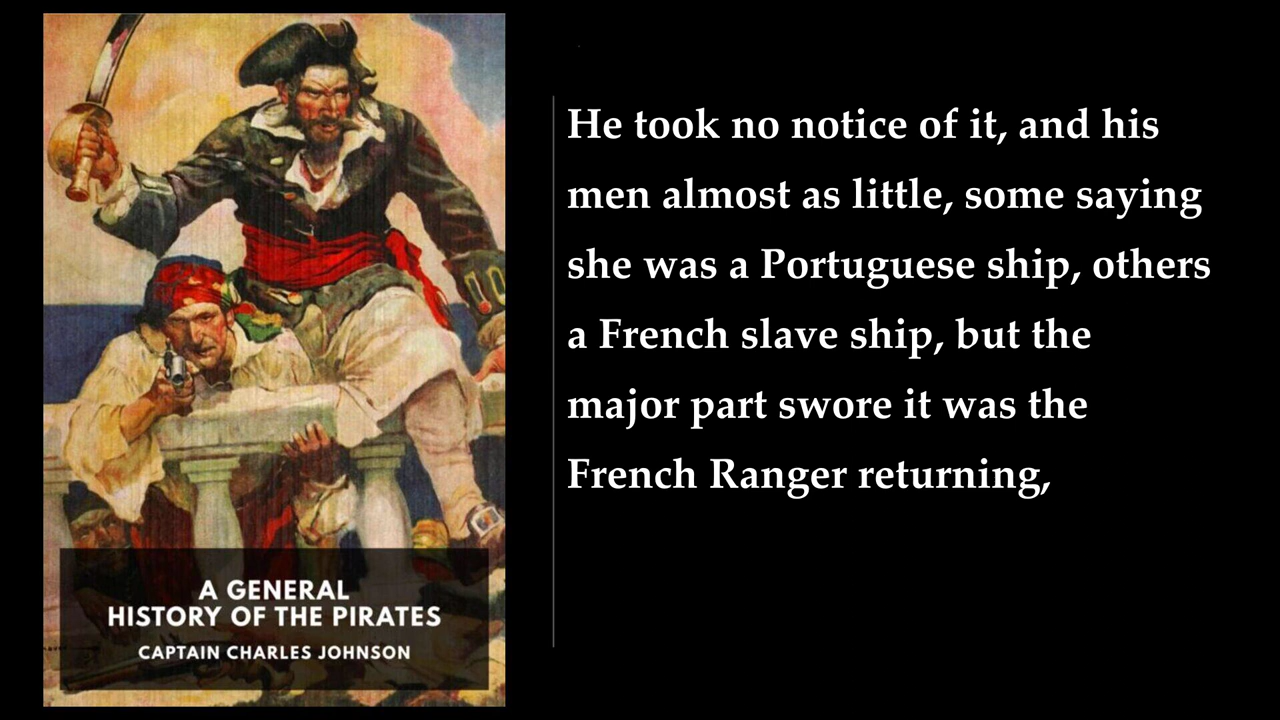 He took no notice of it, and his
men almost as little, some saying
she was a Portuguese ship, others
a French slave ship, but the
major part swore it was the
French Ranger returning,
A GENERAL
HISTORY OF THE PIRATES
CAPTAIN CHARLES JOHNSON